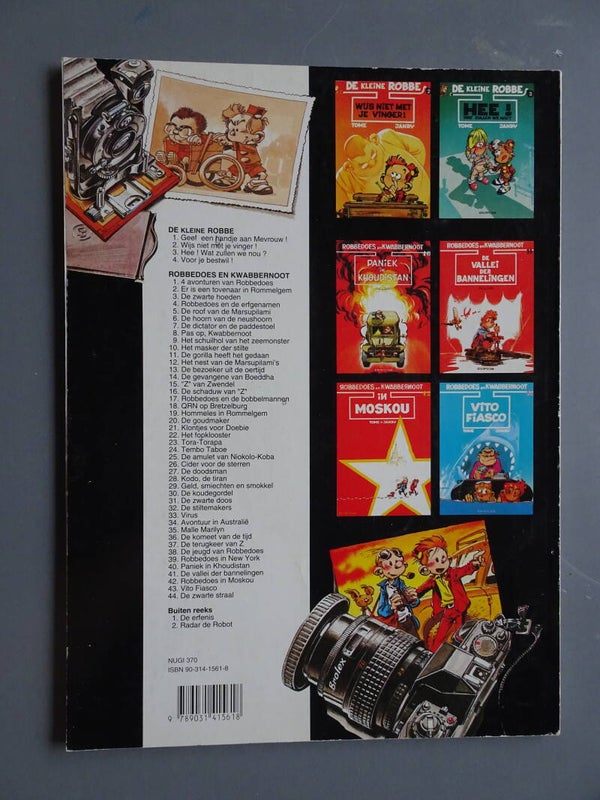 DE KLEINE ROBBE
1. Geef een handje aan Mevrouw !
2. Wijs niet met je vinger !
3. Hee ! Wat zullen we nou ?
4. Voor je bestwil !
ROBBEDOES EN KWABBERNOOT
1. 4 avonturen van Robbedoes
2. Er is een tovenaar in Rommelgem
3. De zwarte hoeden
4. Robbedoes en de erfgenamen
5. De roof van de Marsupilami
6. De hoorn van de neushoorn
7. De dictator en de paddestoel
8. Pas op, Kwabbernoot
9. Het schuilhol van het zeemonster
10. Het masker der stilte
11. De gorilla heeft het gedaan
12. Het nest van de Marsupilami's
13. De bezoeker uit de oertijd
14. De gevangene van Boeddha
15. "Z" van Zwendel
16. De schaduw van "Z"
17. Robbedoes en de bobbelmannen
18. QRN op Bretzelburg
19. Hommeles in Rommelgem
20. De goudmaker
21. Klontjes voor Doebie
22. Het fopklooster
23. Tora-Torapa
24. Tembo Taboe
25. De amulet van Niokolo-Koba
26. Cider voor de sterren
27. De doodsman
28. Kodo, de tiran
29. Geld, smiechten en smokkel
30. De koudegordel
31. De zwarte doos
32. De stiltemakers
33. Virus
34. Avontuur in Australië
35. Malle Marilyn
36. De komeet van de tijd
37. De terugkeer van Z
38. De jeugd van Robbedoes
39. Robbedoes in New York
40. Paniek in Khoudistan
41. De vallei der bannelingen
42. Robbedoes in Moskou
43. Vito Fiasco
44. De zwarte straal
Buiten reeks
1. De erfenis
2. Radar de Robot
NUGI 370
ISBN 90-314-1561-8
9 789031 415618
DE KLEINE ROBBE 2
WIJS NIET MET
JE VINGER!
TOME JANRY
DE KLEINE ROBBE 3
HEE !
WAT ZULLEN WE NOU ?
TOME JANRY
DUPUIS
ROBBEDOES EN KWABBERNOOT
PANIEK
IN
KHOUDISTAN
ROBBEDOES EN KWABBERNOOT
DE
VALLEI
DER
BANNELINGEN
DUPUIS
ROBBEDOES EN KWABBERNOOT
in
MOSKOU
TOME & JANRY
ROBBEDOES EN KWABBERNOOT
VITO
FIASCO